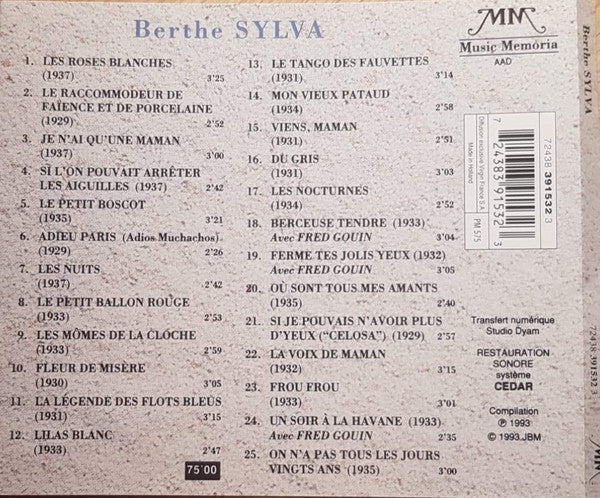 Berthe SYLVA
1. LES ROSES BLANCHES
(1937) 3'25
2. LE RACCOMMODEUR DE
FAÏENCE ET DE PORCELAINE
(1929) 2'52
3. JE N'AI QU'UNE MAMAN
(1937) 3'00
4. SI L'ON POUVAIT ARRÊTER
LES AIGUILLES (1937) 2'42
5. LE PETIT BOSCOT
(1935) 3'21
6. ADIEU PARIS (Adios Muchachos)
(1929) 2'26
7. LES NUITS
(1937) 2'42
8. LE PETIT BALLON ROUGE
(1933) 2'53
9. LES MÔMES DE LA CLOCHE
(1933) 2'59
10. FLEUR DE MISÈRE
(1930) 3'05
11. LA LÉGENDE DES FLOTS BLEUS
(1931) 3'15
12. LILAS BLANC
(1933) 2'47
75'00
13. LE TANGO DES FAUVETTES
(1931) 3'14
14. MON VIEUX PATAUD
(1934) 2'58
15. VIENS, MAMAN
(1931) 2'51
16. DU GRIS
(1931) 3'03
17. LES NOCTURNES
(1934) 2'52
18. BERCEUSE TENDRE (1933)
Avec FRED GOUIN 3'04
19. FERME TES JOLIS YEUX (1932)
Avec FRED GOUIN 3'05
20. OÙ SONT TOUS MES AMANTS
(1935) 2'40
21. SI JE POUVAIS N'AVOIR PLUS
D'YEUX ("CELOSA") (1929) 2'57
22. LA VOIX DE MAMAN
(1932) 3'15
23. FROU FROU
(1933) 3'01
24. UN SOIR À LA HAVANE (1933)
Avec FRED GOUIN 2'35
25. ON N'A PAS TOUS LES JOURS
VINGTS ANS (1935) 3'00
MM
Music Memoria
AAD
Diffusion exclusive Virgin France S.A.
Made in Holland
PM 575
7 24383 91532 3
72438 391532 3
Transfert numérique
Studio Dyam
RESTAURATION
SONORE
système
CEDAR
Compilation
℗ 1993
© 1993.JBM
Berthe SYLVA
72438 391532 3
MM